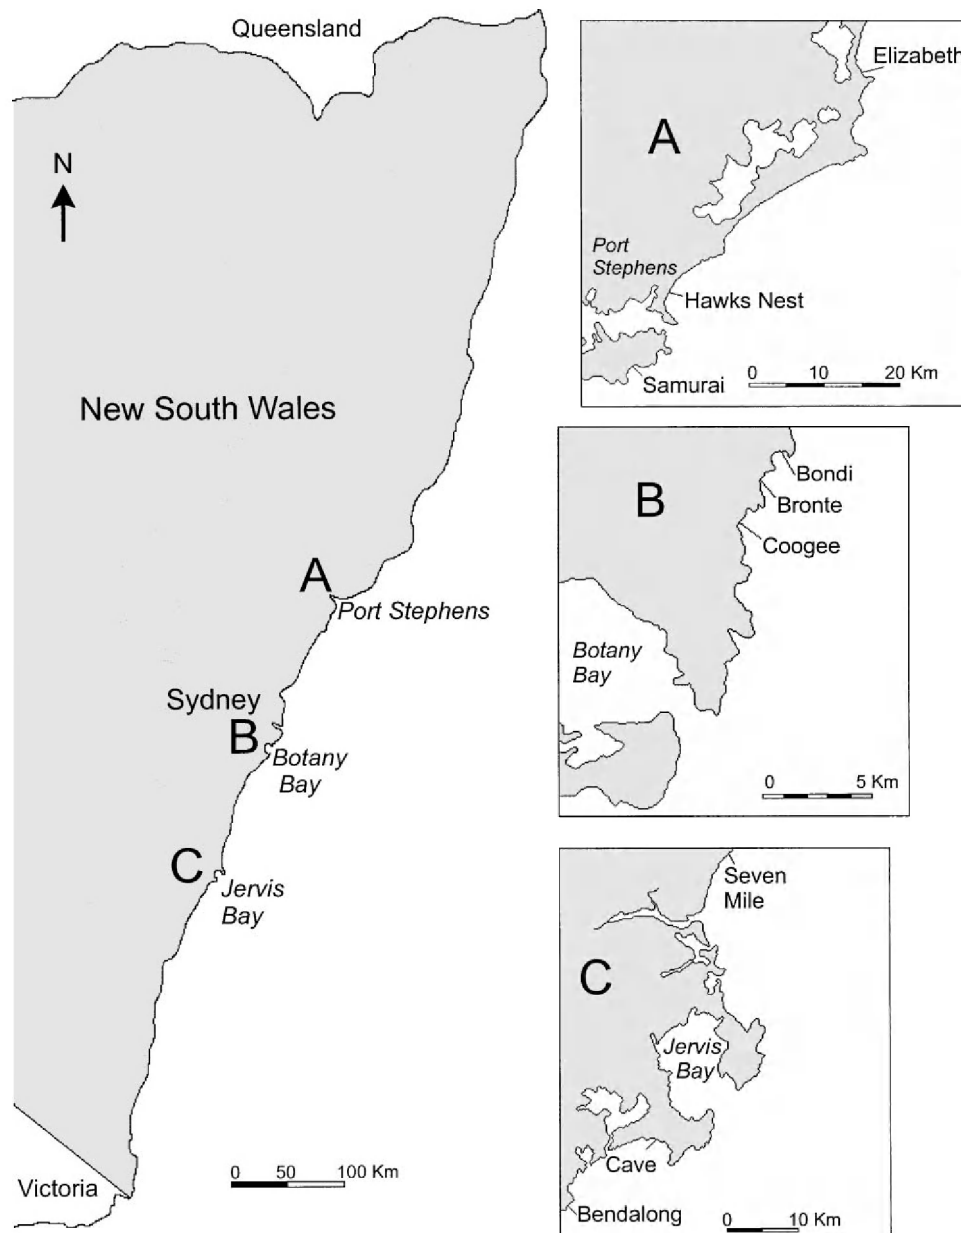 Queensland
N
New South Wales
A
Port Stephens
Sydney
B
Botany
Bay
C
Jervis
Bay
0 50 100 Km
Victoria
Elizabeth
A
Port
Stephens
Hawks Nest
Samurai
0 10 20 Km
Bondi
B
Bronte
Coogee
Botany
Bay
0 5 Km
Seven
Mile
C
Jervis
Bay
Cave
Bendalong
0 10 Km